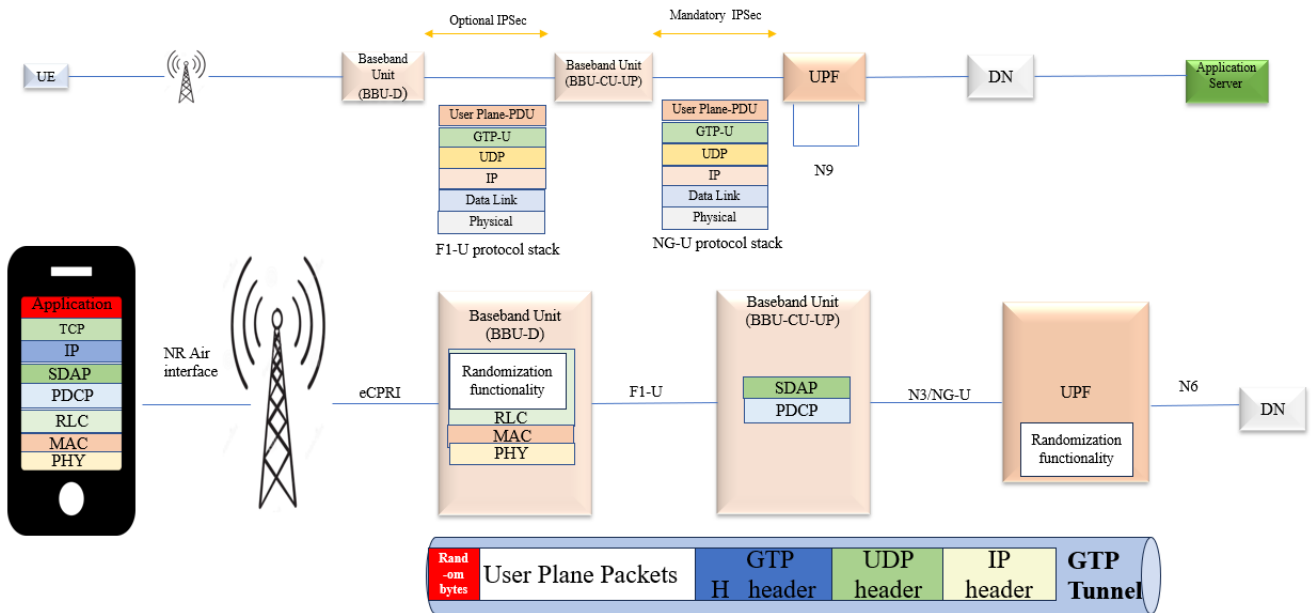 Optional IPSec
Mandatory IPSec
UE
Baseband
Unit
(BBU-D)
Baseband Unit
(BBU-CU-UP)
UPF
DN
Application
Server
User Plane-PDU
GTP-U
UDP
IP
Data Link
Physical
F1-U protocol stack
User Plane-PDU
GTP-U
UDP
IP
Data Link
Physical
NG-U protocol stack
N9
Application
TCP
IP
SDAP
PDCP
RLC
MAC
PHY
NR Air
interface
eCPRI
Baseband Unit
(BBU-D)
Randomization
functionality
RLC
MAC
PHY
F1-U
Baseband Unit
(BBU-CU-UP)
SDAP
PDCP
N3/NG-U
UPF
Randomization
functionality
N6
DN
Rand
-om
bytes
User Plane Packets
GTP
H header
UDP
header
IP
header
GTP
Tunnel